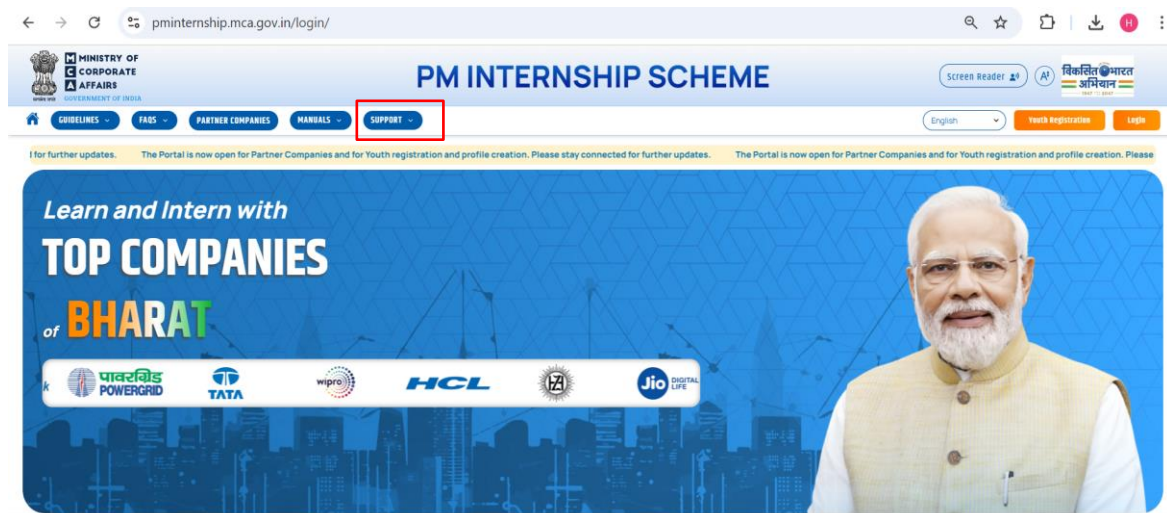 pminternship.mca.gov.in/login/
H
MINISTRY OF
CORPORATE
AFFAIRS
GOVERNMENT OF INDIA
PM INTERNSHIP SCHEME
Screen Reader
विकसित भारत
अभियान
GUIDELINES
FAQS
PARTNER COMPANIES
MANUALS
SUPPORT
English
Youth Registration
Login
l for further updates. The Portal is now open for Partner Companies and for Youth registration and profile creation. Please stay connected for further updates. The Portal is now open for Partner Companies and for Youth registration and profile creation. Please
Learn and Intern with
TOP COMPANIES
of BHARAT
k
पावरग्रिड
POWERGRID
TATA
wipro
HCL
Jio DIGITAL
LIFE